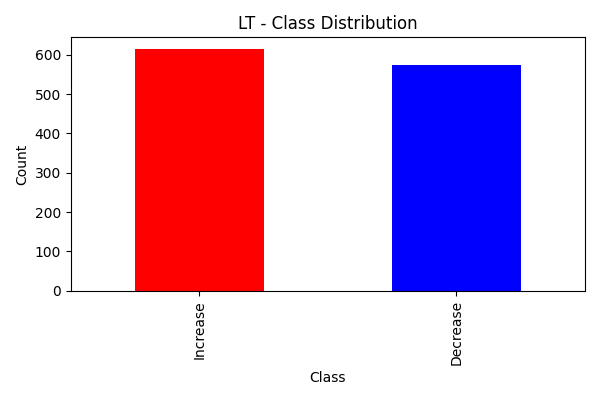 LT - Class Distribution
Count
600
500
400
300
200
100
0
Increase
Decrease
Class